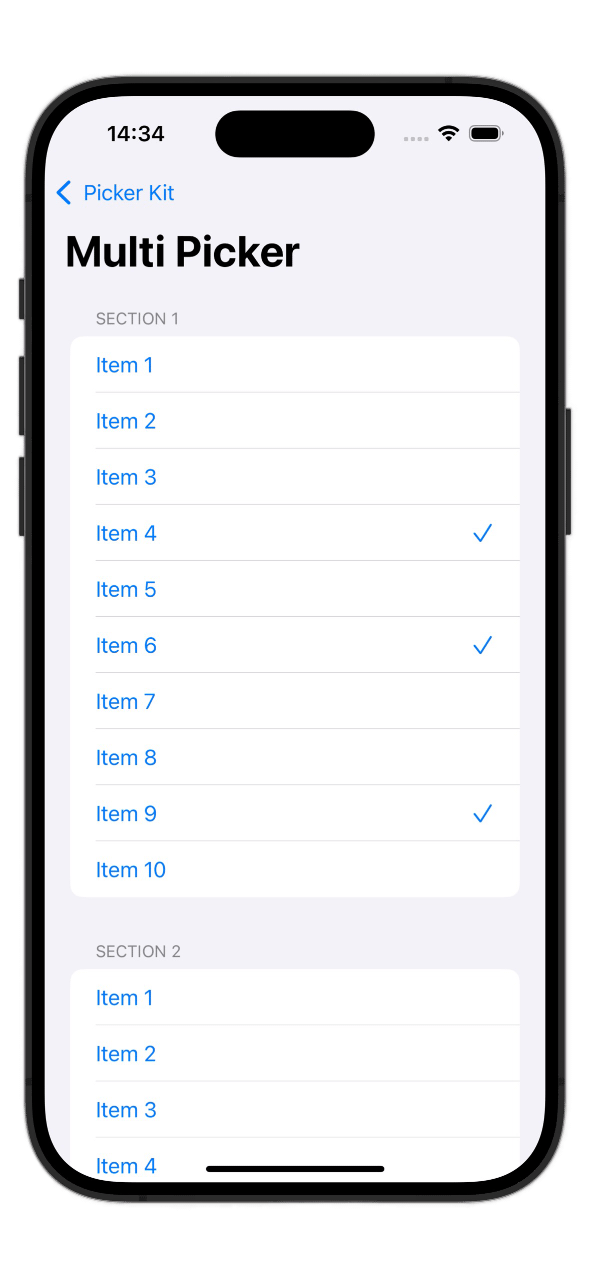 14:34
Picker Kit
Multi Picker
SECTION 1
Item 1
Item 2
Item 3
Item 4
Item 5
Item 6
Item 7
Item 8
Item 9
Item 10
SECTION 2
Item 1
Item 2
Item 3
Item 4